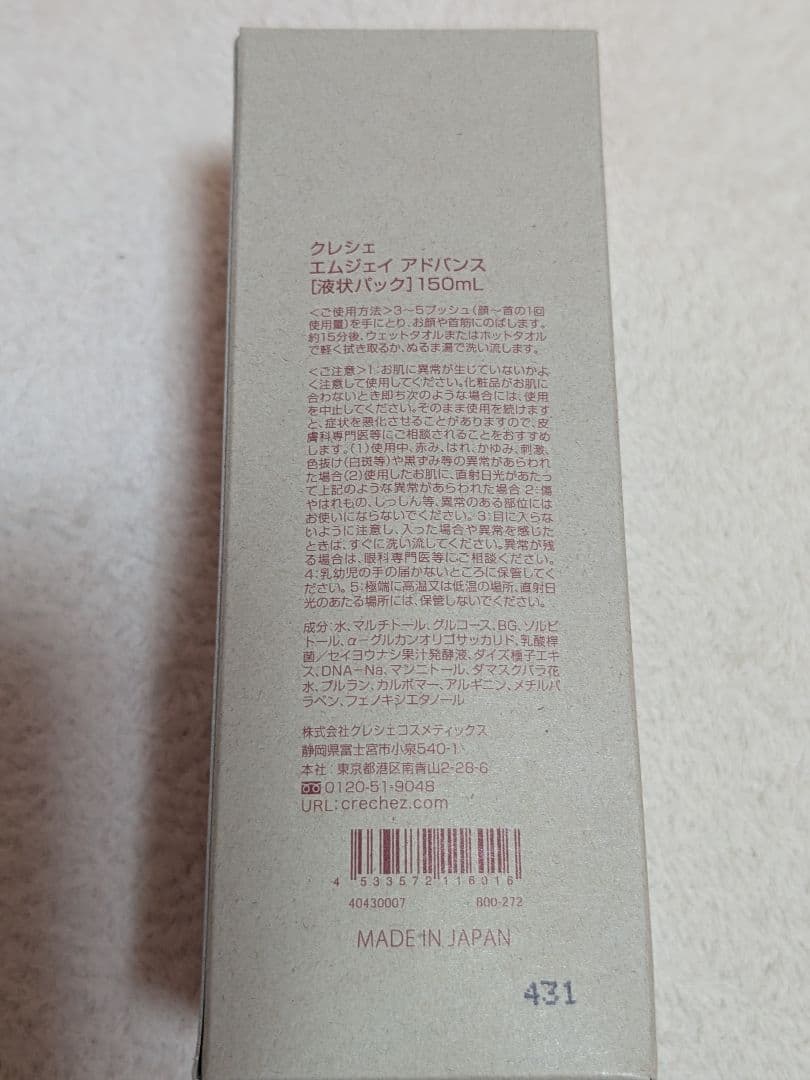 クレシェ
エムジェイ アドバンス
[液状パック]150mL
<ご使用方法>3〜5プッシュ(顔〜首の1回
使用量)を手にとり、お顔や首筋にのばします。
約15分後、ウェットタオルまたはホットタオル
で軽く拭き取るか、ぬるま湯で洗い流します。
<ご注意>1:お肌に異常が生じていないかよ
く注意して使用してください。化粧品がお肌に
合わないとき即ち次のような場合には、使用
を中止してください。そのまま使用を続けます
と、症状を悪化させることがありますので、皮
膚科専門医等にご相談されることをおすすめ
します。(1)使用中、赤み、はれ、かゆみ、刺激、
色抜け(白斑等)や黒ずみ等の異常があらわれ
た場合(2)使用したお肌に、直射日光があたっ
て上記のような異常があらわれた場合 2:傷
やはれもの、しっしん等、異常のある部位には
お使いにならないでください。3:目に入らな
いように注意し、入った場合や異常を感じた
ときは、すぐに洗い流してください。異常が残
る場合は、眼科専門医等にご相談ください。
4:乳幼児の手の届かないところに保管してく
ださい。5:極端に高温又は低温の場所、直射日
光のあたる場所には、保管しないでください。
成分:水、マルチトール、グルコース、BG、ソルビ
トール、α-グルカンオリゴサッカリド、乳酸桿
菌/セイヨウナシ果汁発酵液、ダイズ種子エキ
ス、DNA-Na、マンニトール、ダマスクバラ花
水、プルラン、カルボマー、アルギニン、メチルパ
ラベン、フェノキシエタノール
株式会社クレシェコスメティックス
静岡県富士宮市小泉540-1
本社:東京都港区南青山2-28-6
0120-51-9048
URL:crechez.com
4 533572 116016
40430007 B00-272
MADE IN JAPAN
431